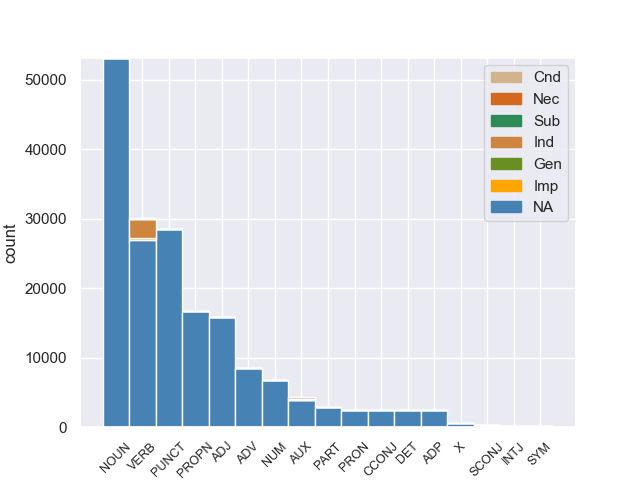 50000
40000
30000
20000
10000
0
count
Cnd
Nec
Sub
Ind
Gen
Imp
NA
NOUN
VERB
PUNCT
PROPN
ADJ
ADV
NUM
AUX
PART
PRON
CCONJ
DET
ADP
X
SCONJ
INTJ
SYM